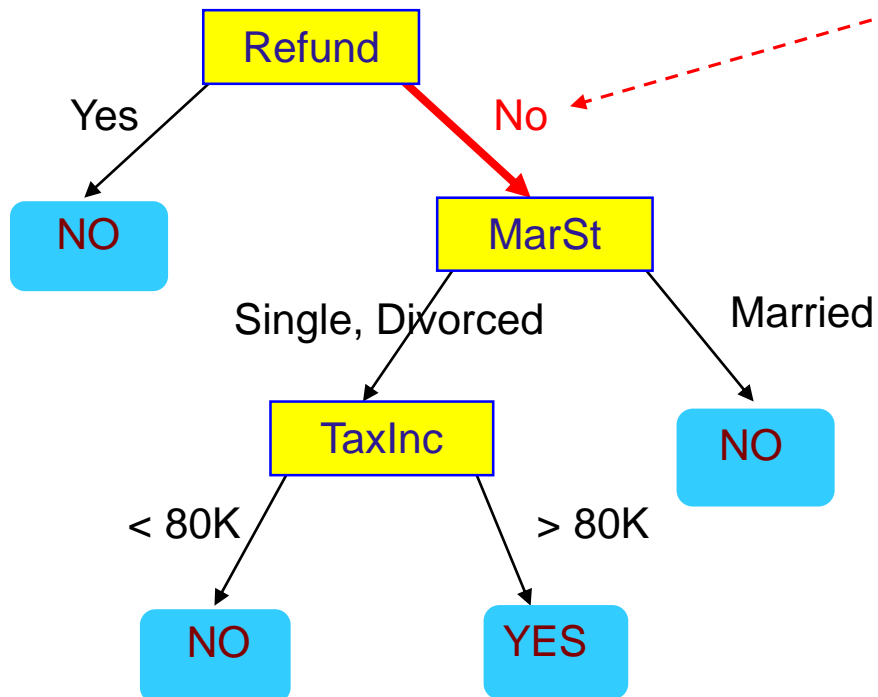 Refund
Yes
No
NO
MarSt
Single, Divorced
Married
TaxInc
NO
< 80K
> 80K
NO
YES